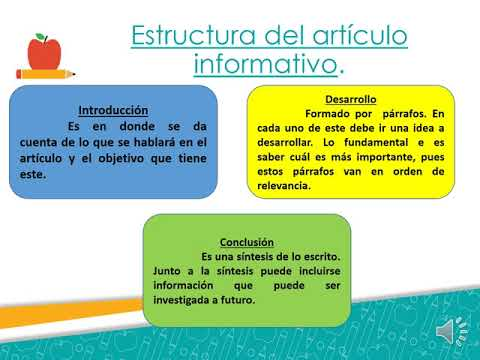 Estructura del artículo
informativo.
Introducción
Es en donde se da
cuenta de lo que se hablará en el
artículo y el objetivo que tiene
este.
Desarrollo
Formado por párrafos. En
cada uno de este debe ir una idea a
desarrollar. Lo fundamental e es
saber cuál es más importante, pues
estos párrafos van en orden de
relevancia.
Conclusión
Es una síntesis de lo escrito.
Junto a la síntesis puede incluirse
información que puede ser
investigada a futuro.